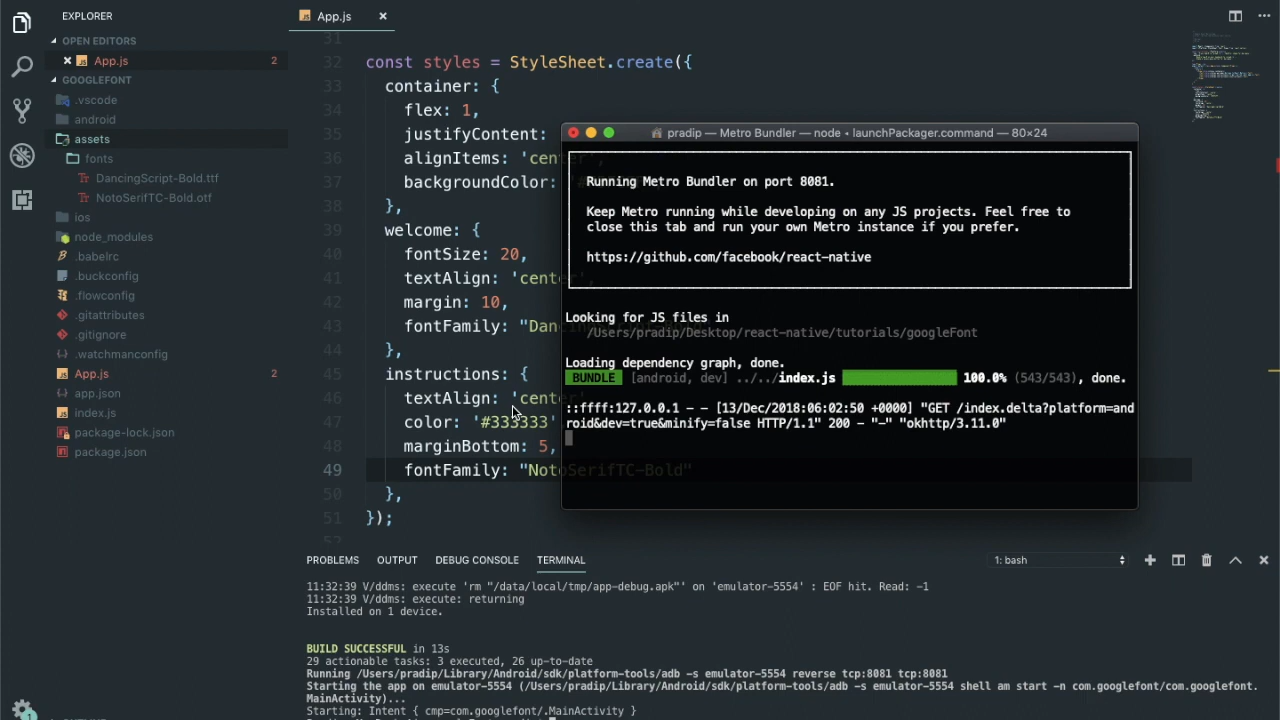 EXPLORER
OPEN EDITORS
App.js 2
GOOGLEFONT
.vscode
android
assets
fonts
DancingScript-Bold.ttf
NotoSerifTC-Bold.otf
ios
node_modules
.babelrc
.buckconfig
.flowconfig
.gitattributes
.gitignore
.watchmanconfig
App.js 2
app.json
index.js
package-lock.json
package.json
App.js
31
32 const styles = StyleSheet.create({
33 container: {
34 flex: 1,
35 justifyContent:
36 alignItems: 'center',
37 backgroundColor:
38 },
39 welcome: {
40 fontSize: 20,
41 textAlign: 'center',
42 margin: 10,
43 fontFamily:
44 },
45 instructions: {
46 textAlign: 'center'
47 color: '#333333'
48 marginBottom: 5,
49 fontFamily: "NotoSerifTC-Bold"
50 },
51 });
52
pradip — Metro Bundler — node • launchPackager.command — 80×24
Running Metro Bundler on port 8081.
Keep Metro running while developing on any JS projects. Feel free to
close this tab and run your own Metro instance if you prefer.
https://github.com/facebook/react-native
Looking for JS files in
/Users/pradip/Desktop/react-native/tutorials/googleFont
Loading dependency graph, done.
BUNDLE [android, dev] ../../index.js 100.0% (543/543), done.
::ffff:127.0.0.1 - - [13/Dec/2018:06:02:50 +0000] "GET /index.delta?platform=and
roid&dev=true&minify=false HTTP/1.1" 200 - "-" "okhttp/3.11.0"
PROBLEMS OUTPUT DEBUG CONSOLE TERMINAL 1: bash
11:32:39 V/ddms: execute 'rm "/data/local/tmp/app-debug.apk"' on 'emulator-5554' : EOF hit. Read: -1
11:32:39 V/ddms: execute: returning
Installed on 1 device.
BUILD SUCCESSFUL in 13s
29 actionable tasks: 3 executed, 26 up-to-date
Running /Users/pradip/Library/Android/sdk/platform-tools/adb -s emulator-5554 reverse tcp:8081 tcp:8081
Starting the app on emulator-5554 (/Users/pradip/Library/Android/sdk/platform-tools/adb -s emulator-5554 shell am start -n com.googlefont/com.googlefont.
MainActivity)...
Starting: Intent { cmp=com.googlefont/.MainActivity }